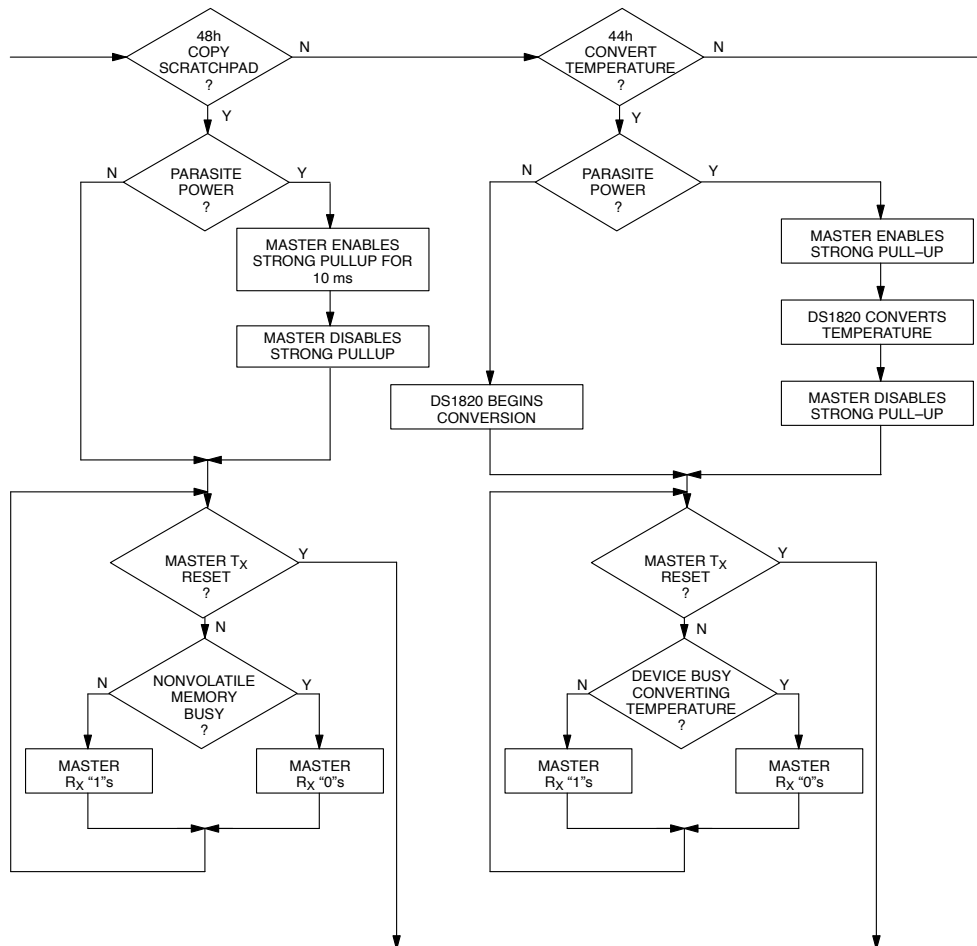 48h
COPY
SCRATCHPAD
?
N
Y
44h
CONVERT
TEMPERATURE
?
N
Y
N
PARASITE
POWER
?
Y
MASTER ENABLES
STRONG PULLUP FOR
10 ms
MASTER DISABLES
STRONG PULLUP
N
PARASITE
POWER
?
Y
MASTER ENABLES
STRONG PULL–UP
DS1820 CONVERTS
TEMPERATURE
MASTER DISABLES
STRONG PULL–UP
DS1820 BEGINS
CONVERSION
MASTER TX
RESET
?
Y
N
N
NONVOLATILE
MEMORY
BUSY
?
Y
MASTER
RX “1”s
MASTER
RX “0”s
MASTER TX
RESET
?
Y
N
N
DEVICE BUSY
CONVERTING
TEMPERATURE
?
Y
MASTER
RX “1”s
MASTER
RX “0”s